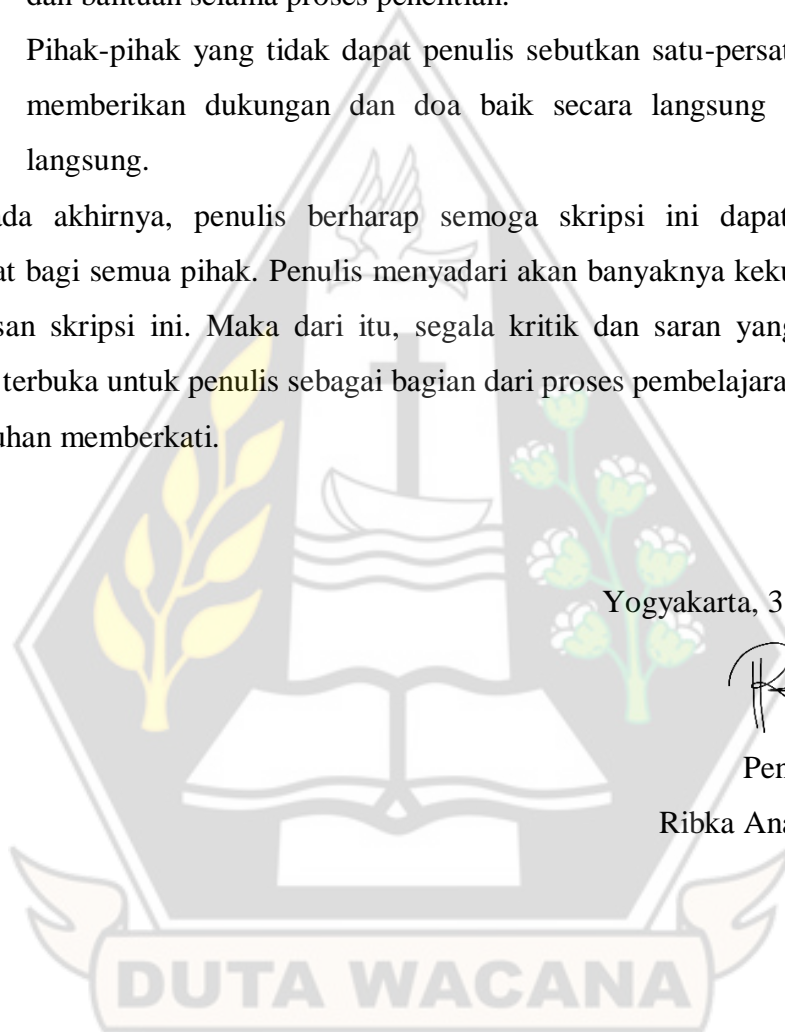 dan bantuan selama proses penelitian.
Pihak-pihak yang tidak dapat penulis sebutkan satu-persat
memberikan dukungan dan doa baik secara langsung
langsung.
ada akhirnya, penulis berharap semoga skripsi ini dapat
at bagi semua pihak. Penulis menyadari akan banyaknya keku
san skripsi ini. Maka dari itu, segala kritik dan saran yang
terbuka untuk penulis sebagai bagian dari proses pembelajara
uhan memberkati.
Yogyakarta, 3
Pen
Ribka Ana
DUTA WACANA